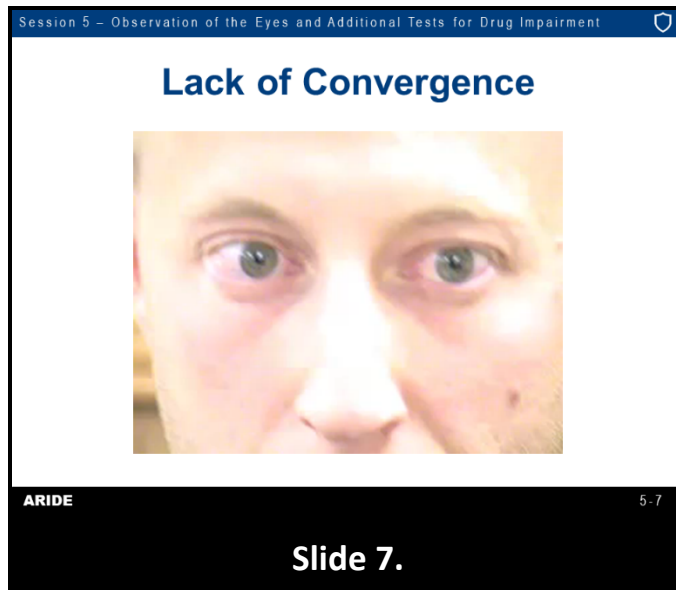 Session 5 – Observation of the Eyes and Additional Tests for Drug Impairment
Lack of Convergence
ARIDE
5-7
Slide 7.